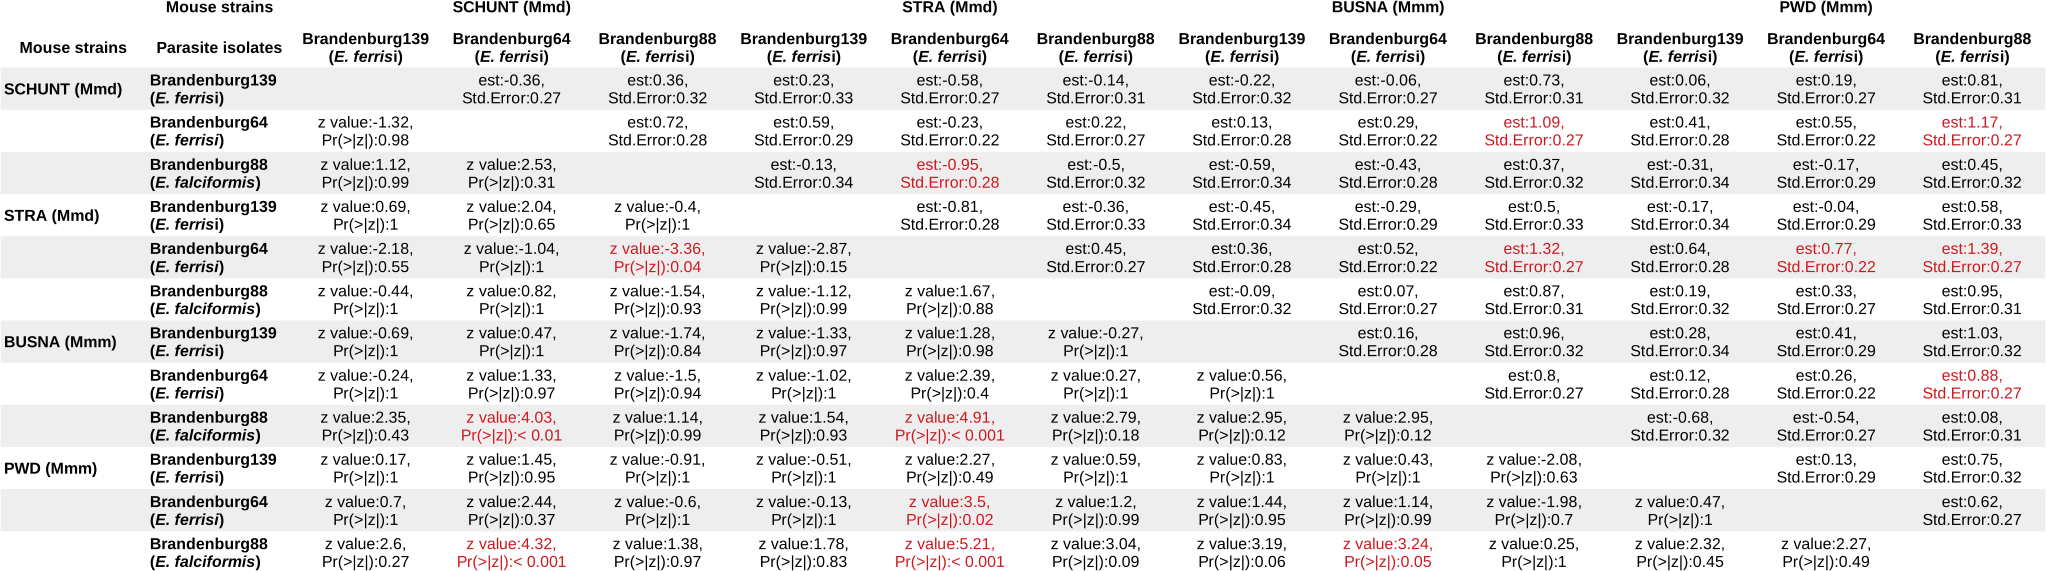 Mouse strains SCHUNT (Mmd) STRA (Mmd) BUSNA (Mmm) PWD (Mmm)
Mouse strains Parasite isolates Brandenburg139 Brandenburg64 Brandenburg88 Brandenburg139 Brandenburg64 Brandenburg88 Brandenburg139 Brandenburg64 Brandenburg88 Brandenburg139 Brandenburg64 Brandenburg88
(E. ferrisi) (E. ferrisi) (E. ferrisi) (E. ferrisi) (E. ferrisi) (E. ferrisi) (E. ferrisi) (E. ferrisi) (E. ferrisi) (E. ferrisi) (E. ferrisi) (E. ferrisi)
SCHUNT (Mmd) Brandenburg139 est:-0.36, est:0.36, est:0.23, est:-0.58, est:-0.14, est:-0.22, est:-0.06, est:0.73, est:0.06, est:0.19, est:0.81,
(E. ferrisi) Std.Error:0.27 Std.Error:0.32 Std.Error:0.33 Std.Error:0.27 Std.Error:0.31 Std.Error:0.32 Std.Error:0.27 Std.Error:0.31 Std.Error:0.32 Std.Error:0.27 Std.Error:0.31
Brandenburg64 z value:-1.32, est:0.72, est:0.59, est:-0.23, est:0.22, est:0.13, est:0.29, est:1.09, est:0.41, est:0.55, est:1.17,
(E. ferrisi) Pr(>|z|):0.98 Std.Error:0.28 Std.Error:0.29 Std.Error:0.22 Std.Error:0.27 Std.Error:0.28 Std.Error:0.22 Std.Error:0.27 Std.Error:0.28 Std.Error:0.22 Std.Error:0.27
Brandenburg88 z value:1.12, z value:2.53, est:-0.13, est:-0.95, est:-0.5, est:-0.59, est:-0.43, est:0.37, est:-0.31, est:-0.17, est:0.45,
(E. falciformis) Pr(>|z|):0.99 Pr(>|z|):0.31 Std.Error:0.34 Std.Error:0.28 Std.Error:0.32 Std.Error:0.34 Std.Error:0.28 Std.Error:0.32 Std.Error:0.34 Std.Error:0.29 Std.Error:0.32
STRA (Mmd) Brandenburg139 z value:0.69, z value:2.04, z value:-0.4, est:-0.81, est:-0.36, est:-0.45, est:-0.29, est:0.5, est:-0.17, est:-0.04, est:0.58,
(E. ferrisi) Pr(>|z|):1 Pr(>|z|):0.65 Pr(>|z|):1 Std.Error:0.28 Std.Error:0.33 Std.Error:0.34 Std.Error:0.29 Std.Error:0.33 Std.Error:0.34 Std.Error:0.29 Std.Error:0.33
Brandenburg64 z value:-2.18, z value:-1.04, z value:-3.36, z value:-2.87, est:0.45, est:0.36, est:0.52, est:1.32, est:0.64, est:0.77, est:1.39,
(E. ferrisi) Pr(>|z|):0.55 Pr(>|z|):1 Pr(>|z|):0.04 Pr(>|z|):0.15 Std.Error:0.27 Std.Error:0.28 Std.Error:0.22 Std.Error:0.27 Std.Error:0.28 Std.Error:0.22 Std.Error:0.27
Brandenburg88 z value:-0.44, z value:0.82, z value:-1.54, z value:-1.12, z value:1.67, est:-0.09, est:0.07, est:0.87, est:0.19, est:0.33, est:0.95,
(E. falciformis) Pr(>|z|):1 Pr(>|z|):1 Pr(>|z|):0.93 Pr(>|z|):0.99 Pr(>|z|):0.88 Std.Error:0.32 Std.Error:0.27 Std.Error:0.31 Std.Error:0.32 Std.Error:0.27 Std.Error:0.31
BUSNA (Mmm) Brandenburg139 z value:-0.69, z value:0.47, z value:-1.74, z value:-1.33, z value:1.28, z value:-0.27, est:0.16, est:0.96, est:0.28, est:0.41, est:1.03,
(E. ferrisi) Pr(>|z|):1 Pr(>|z|):1 Pr(>|z|):0.84 Pr(>|z|):0.97 Pr(>|z|):0.98 Pr(>|z|):1 Std.Error:0.28 Std.Error:0.32 Std.Error:0.34 Std.Error:0.29 Std.Error:0.32
Brandenburg64 z value:-0.24, z value:1.33, z value:-1.5, z value:-1.02, z value:2.39, z value:0.27, z value:0.56, est:0.8, est:0.12, est:0.26, est:0.88,
(E. ferrisi) Pr(>|z|):1 Pr(>|z|):0.97 Pr(>|z|):0.94 Pr(>|z|):1 Pr(>|z|):0.4 Pr(>|z|):1 Pr(>|z|):1 Std.Error:0.27 Std.Error:0.28 Std.Error:0.22 Std.Error:0.27
Brandenburg88 z value:2.35, z value:4.03, z value:1.14, z value:1.54, z value:4.91, z value:2.79, z value:2.95, z value:2.95, est:-0.68, est:-0.54, est:0.08,
(E. falciformis) Pr(>|z|):0.43 Pr(>|z|):< 0.01 Pr(>|z|):0.99 Pr(>|z|):0.93 Pr(>|z|):< 0.001 Pr(>|z|):0.18 Pr(>|z|):0.12 Pr(>|z|):0.12 Std.Error:0.32 Std.Error:0.27 Std.Error:0.31
PWD (Mmm) Brandenburg139 z value:0.17, z value:1.45, z value:-0.91, z value:-0.51, z value:2.27, z value:0.59, z value:0.83, z value:0.43, z value:-2.08, est:0.13, est:0.75,
(E. ferrisi) Pr(>|z|):1 Pr(>|z|):0.95 Pr(>|z|):1 Pr(>|z|):1 Pr(>|z|):0.49 Pr(>|z|):1 Pr(>|z|):1 Pr(>|z|):1 Pr(>|z|):0.63 Std.Error:0.29 Std.Error:0.32
Brandenburg64 z value:0.7, z value:2.44, z value:-0.6, z value:-0.13, z value:3.5, z value:1.2, z value:1.44, z value:1.14, z value:-1.98, z value:0.47, est:0.62,
(E. ferrisi) Pr(>|z|):1 Pr(>|z|):0.37 Pr(>|z|):1 Pr(>|z|):1 Pr(>|z|):0.02 Pr(>|z|):0.99 Pr(>|z|):0.95 Pr(>|z|):0.99 Pr(>|z|):0.7 Pr(>|z|):1 Std.Error:0.27
Brandenburg88 z value:2.6, z value:4.32, z value:1.38, z value:1.78, z value:5.21, z value:3.04, z value:3.19, z value:3.24, z value:0.25, z value:2.32, z value:2.27,
(E. falciformis) Pr(>|z|):0.27 Pr(>|z|):< 0.001 Pr(>|z|):0.97 Pr(>|z|):0.83 Pr(>|z|):< 0.001 Pr(>|z|):0.09 Pr(>|z|):0.06 Pr(>|z|):0.05 Pr(>|z|):1 Pr(>|z|):0.45 Pr(>|z|):0.49